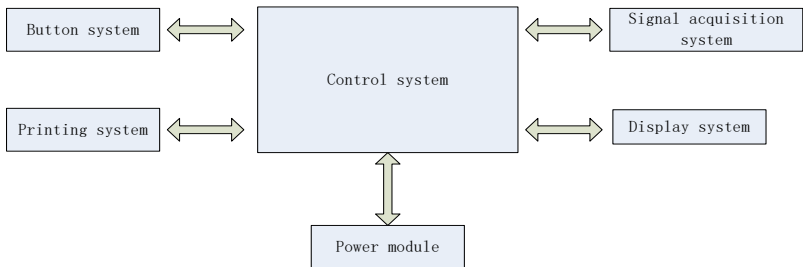 Button system
Signal acquisition
system
Control system
Printing system
Display system
Power module